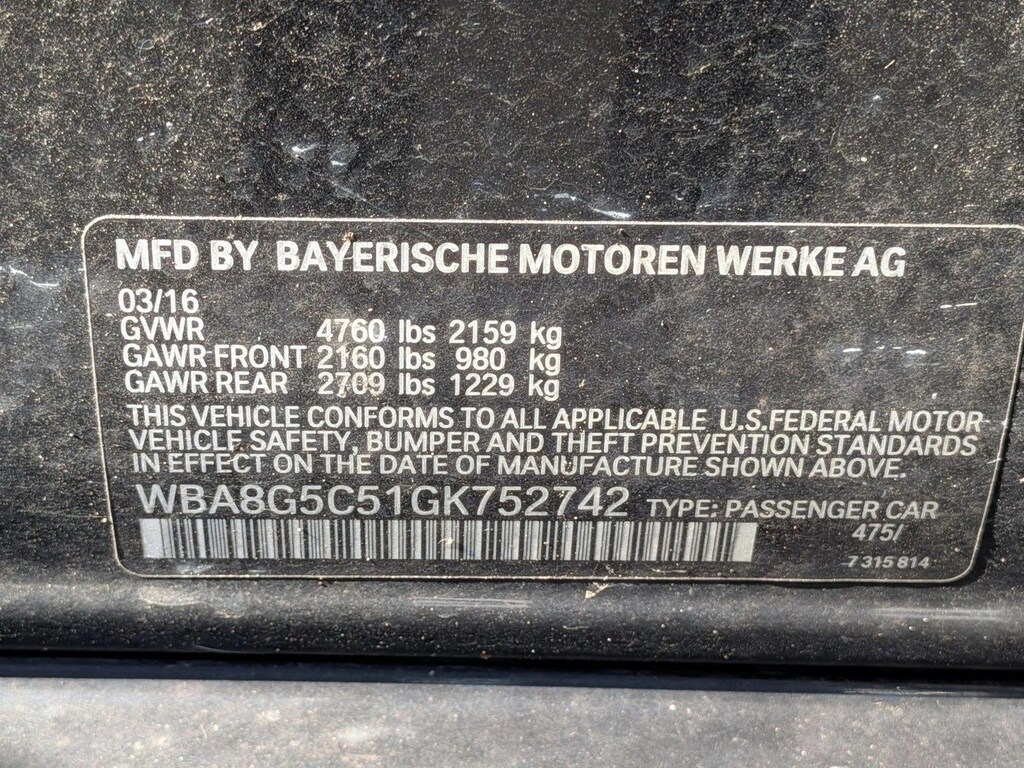 MFD BY BAYERISCHE MOTOREN WERKE AG
03/16
GVWR 4760 lbs 2159 kg
GAWR FRONT 2160 lbs 980 kg
GAWR REAR 2709 lbs 1229 kg
THIS VEHICLE CONFORMS TO ALL APPLICABLE U.S.FEDERAL MOTOR
VEHICLE SAFETY, BUMPER AND THEFT PREVENTION STANDARDS
IN EFFECT ON THE DATE OF MANUFACTURE SHOWN ABOVE.
WBA8G5C51GK752742 TYPE: PASSENGER CAR
475/
7 315 814